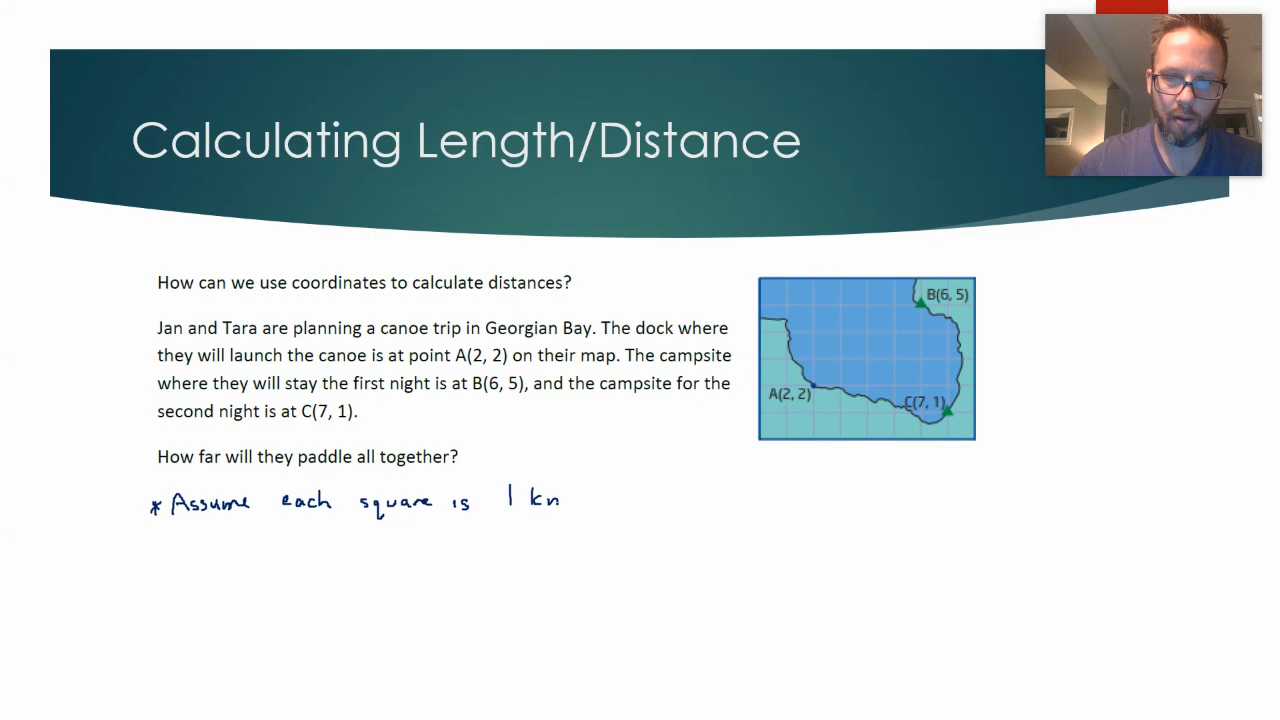 Calculating Length/Distance
How can we use coordinates to calculate distances?
Jan and Tara are planning a canoe trip in Georgian Bay. The dock where
they will launch the canoe is at point A(2, 2) on their map. The campsite
where they will stay the first night is at B(6, 5), and the campsite for the
second night is at C(7, 1).
How far will they paddle all together?
* Assume each square is 1 kn
B(6, 5)
A(2, 2)
C(7, 1)